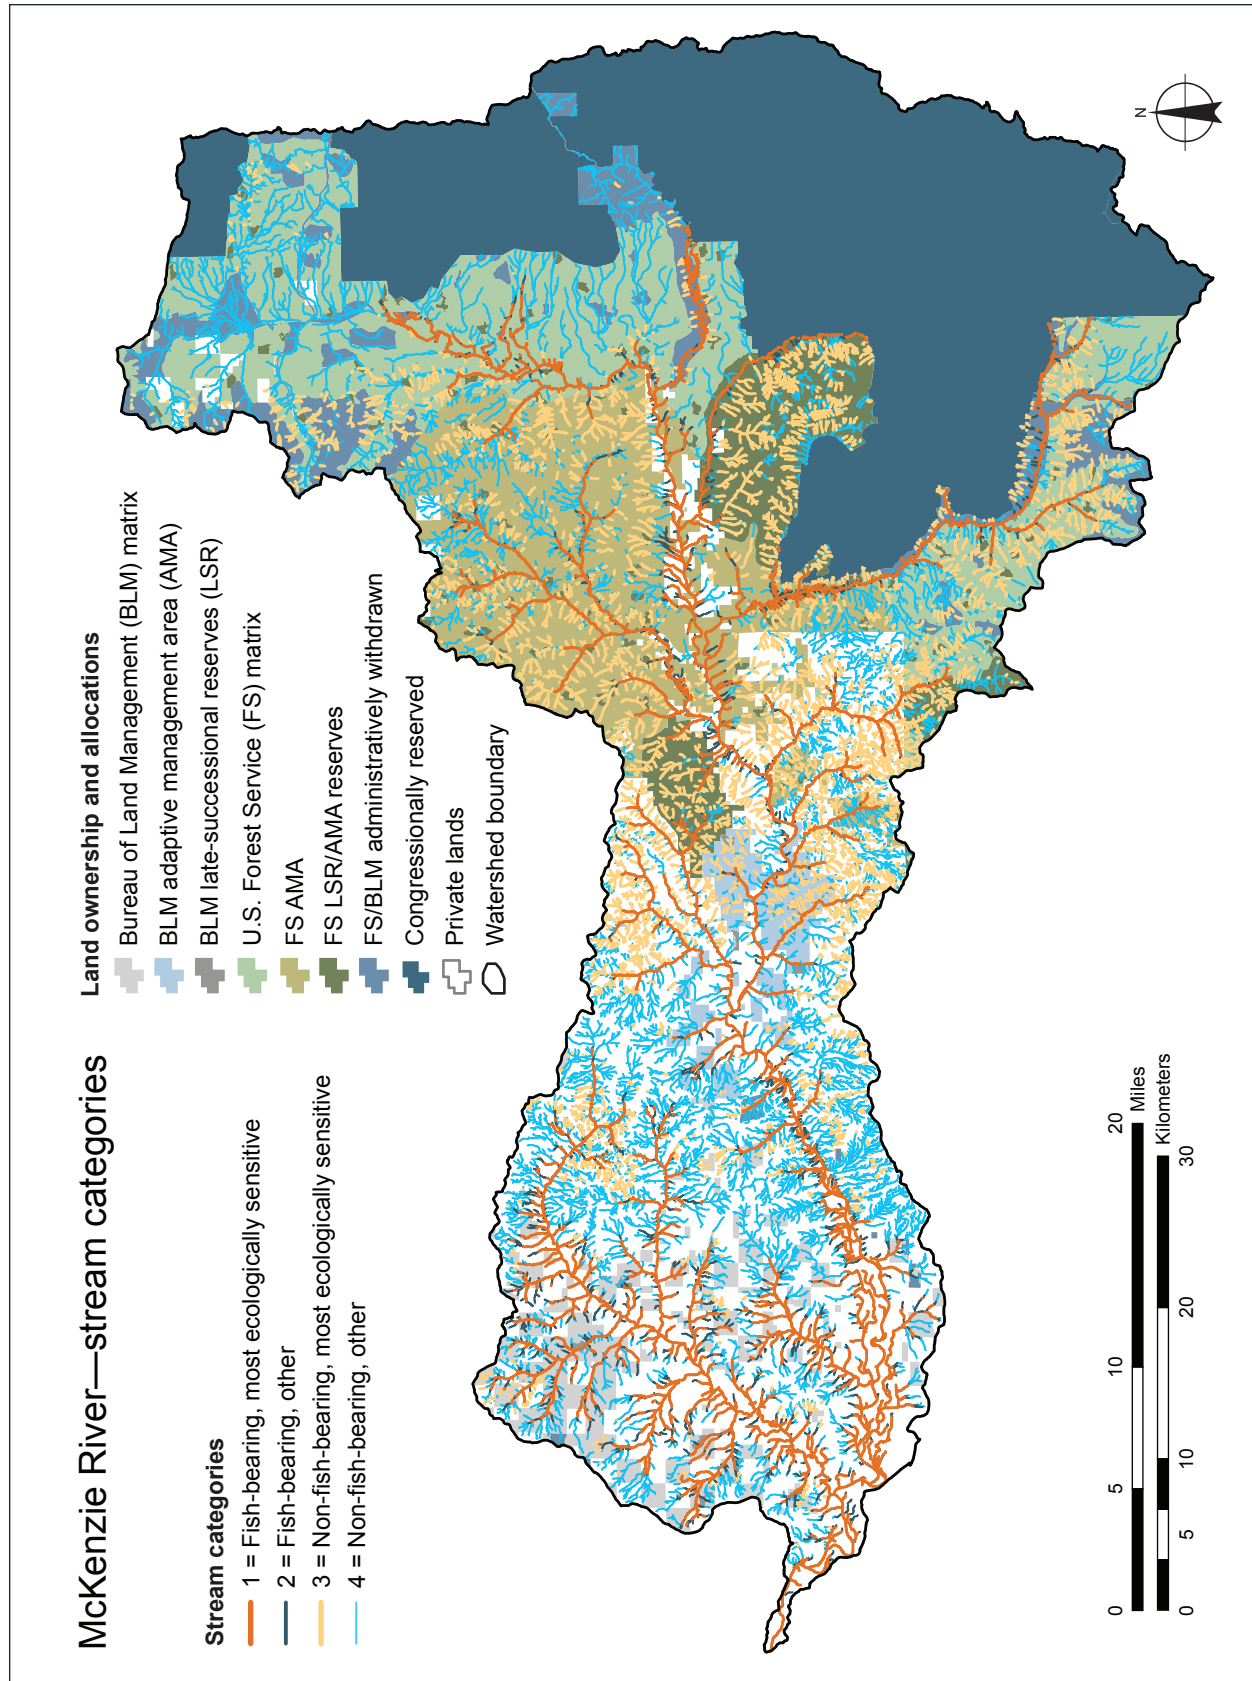 McKenzie River—stream categories
Stream categories
1 = Fish-bearing, most ecologically sensitive
2 = Fish-bearing, other
3 = Non-fish-bearing, most ecologically sensitive
4 = Non-fish-bearing, other
Land ownership and allocations
Bureau of Land Management (BLM) matrix
BLM adaptive management area (AMA)
BLM late-successional reserves (LSR)
U.S. Forest Service (FS) matrix
FS AMA
FS LSR/AMA reserves
FS/BLM administratively withdrawn
Congressionally reserved
Private lands
Watershed boundary
0 5 10 20
Miles
Kilometers
0 5 10 20 30
N